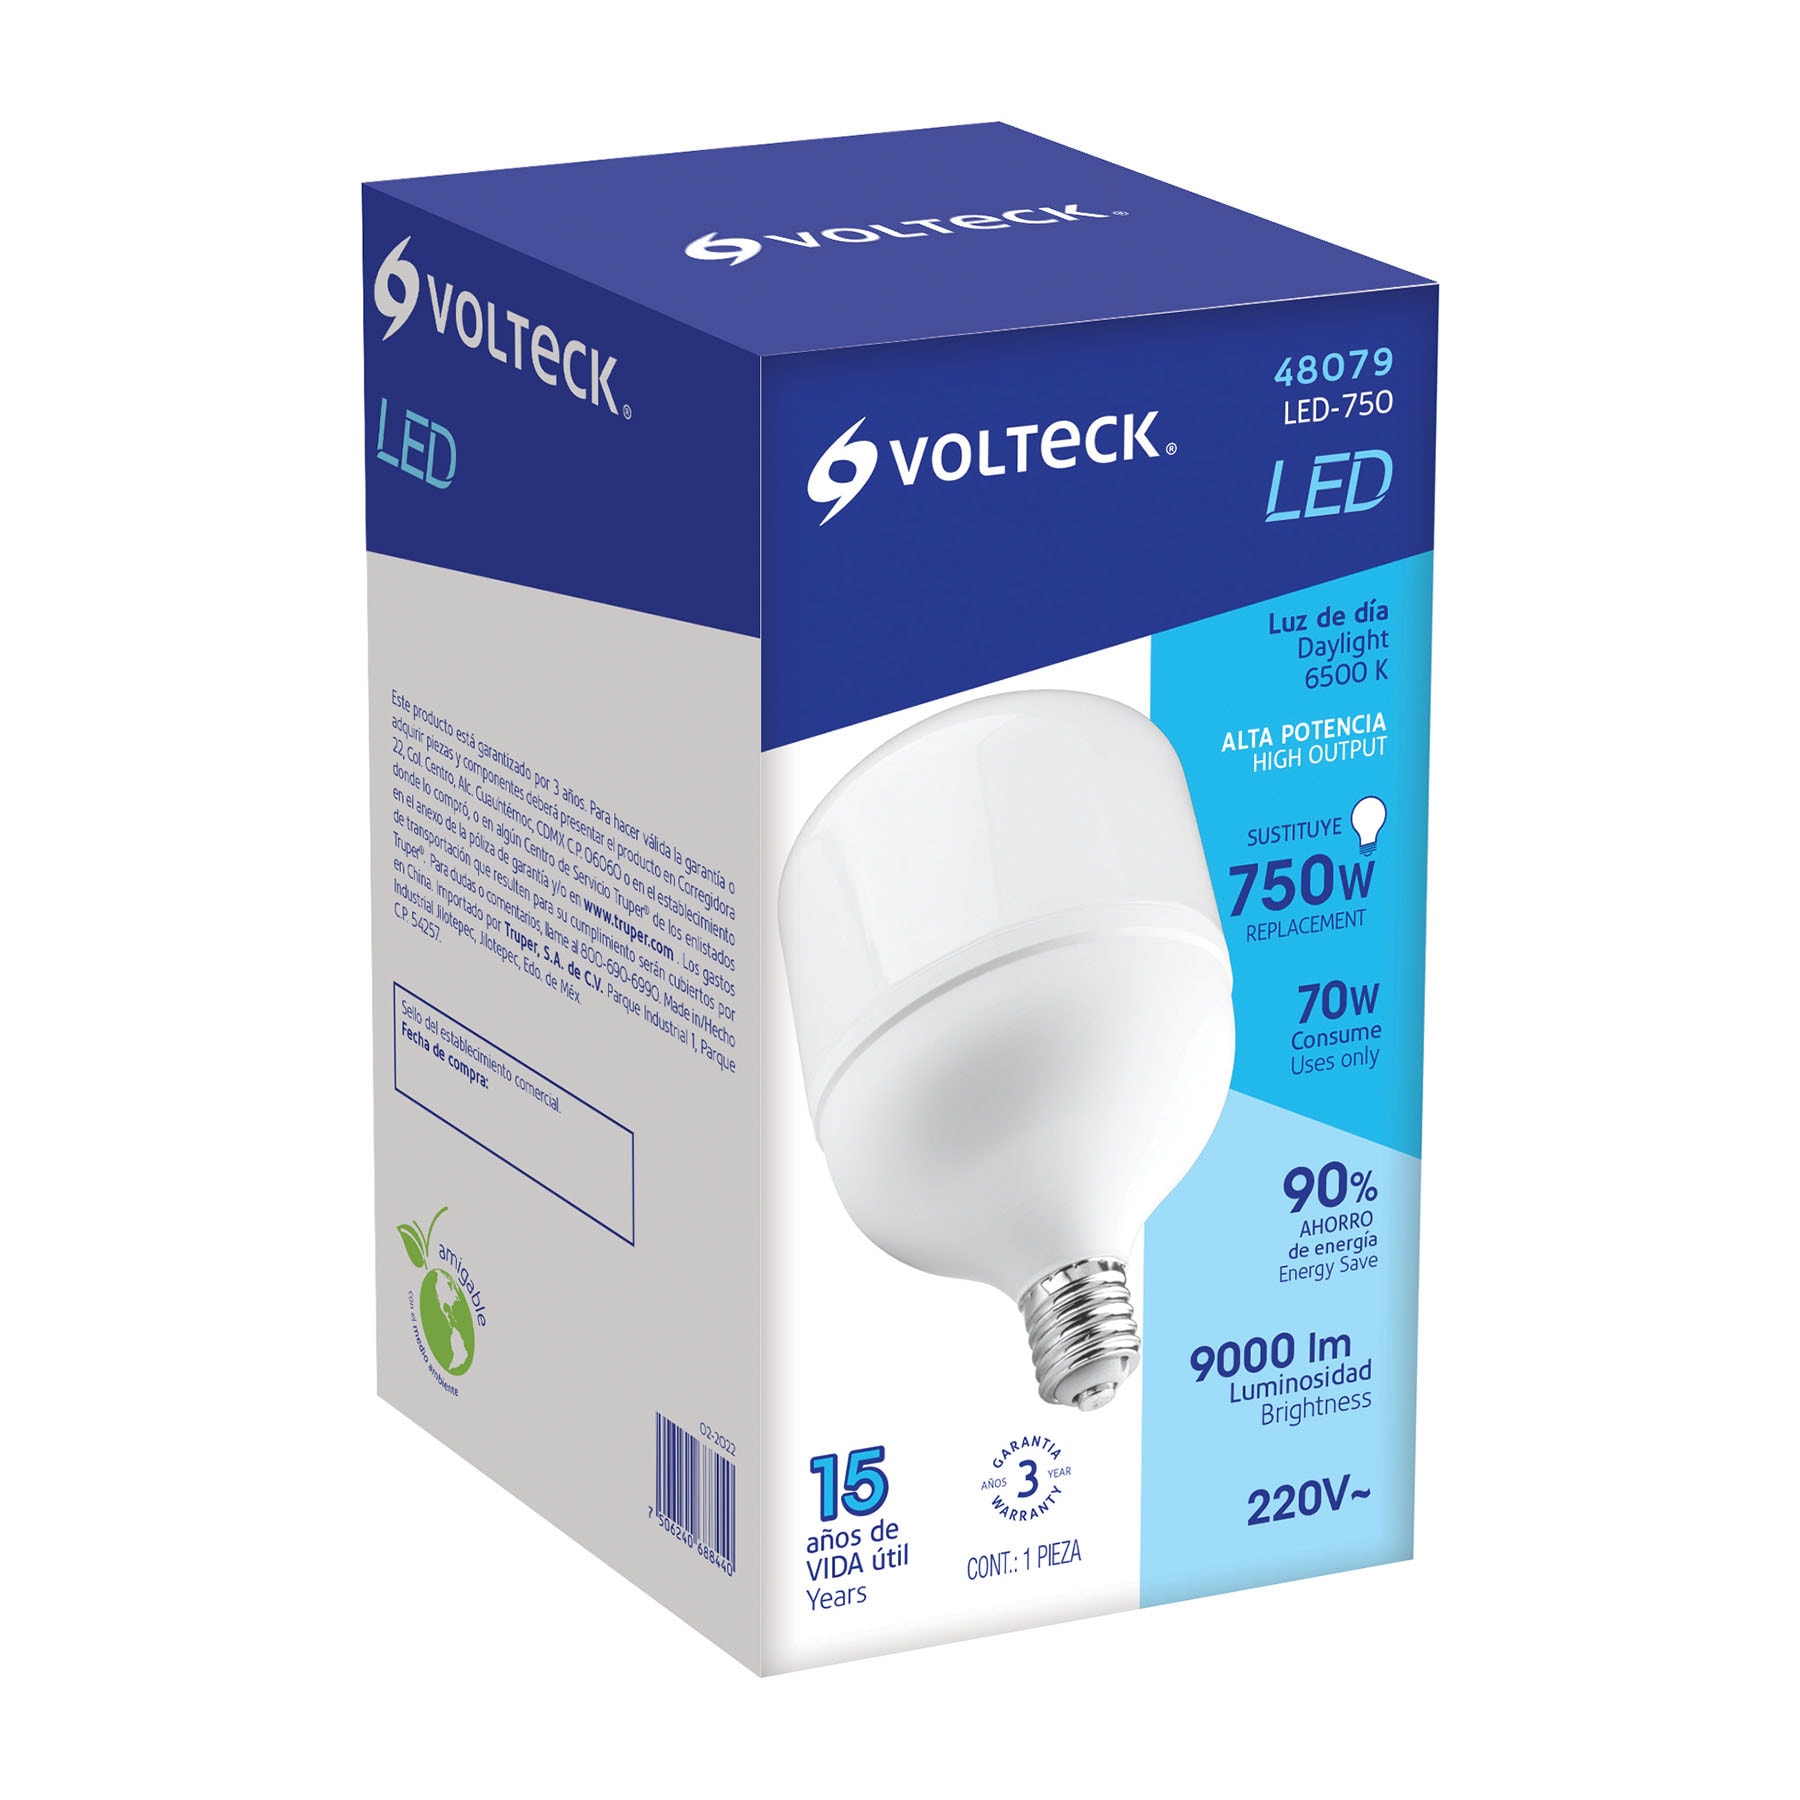 VOLTECK®
VOLTECK®
LED
Este producto está garantizado por 3 años. Para hacer válida la garantía o
adquirir piezas y componentes deberá presentar el producto en Corregidora
22, Col. Centro, Alc. Cuauhtémoc, CDMX C.P. 06060 o en el establecimiento
donde lo compró, o en algún Centro de Servicio Truper® de los enlistados
en el anexo de la póliza de garantía y/o en www.truper.com . Los gastos
de transportación que resulten para su cumplimiento serán cubiertos por
Truper®. Para dudas o comentarios, llame al 800-690-6990. Made in/Hecho
en China. Importado por Truper, S.A. de C.V. Parque Industrial 1, Parque
Industrial Jilotepec, Jilotepec, Edo. de Méx.
C.P. 54257.
Sello del establecimiento comercial.
Fecha de compra:
amigable
con el medio ambiente
02-2022
7 506240 688440
48079
LED-750
VOLTECK®
LED
Luz de día
Daylight
6500 K
ALTA POTENCIA
HIGH OUTPUT
SUSTITUYE
750W
REPLACEMENT
70W
Consume
Uses only
90%
AHORRO
de energía
Energy Save
9000 lm
Luminosidad
Brightness
220V~
15
años de
VIDA útil
Years
GARANTIA
AÑOS 3 YEAR
WARRANTY
CONT.: 1 PIEZA